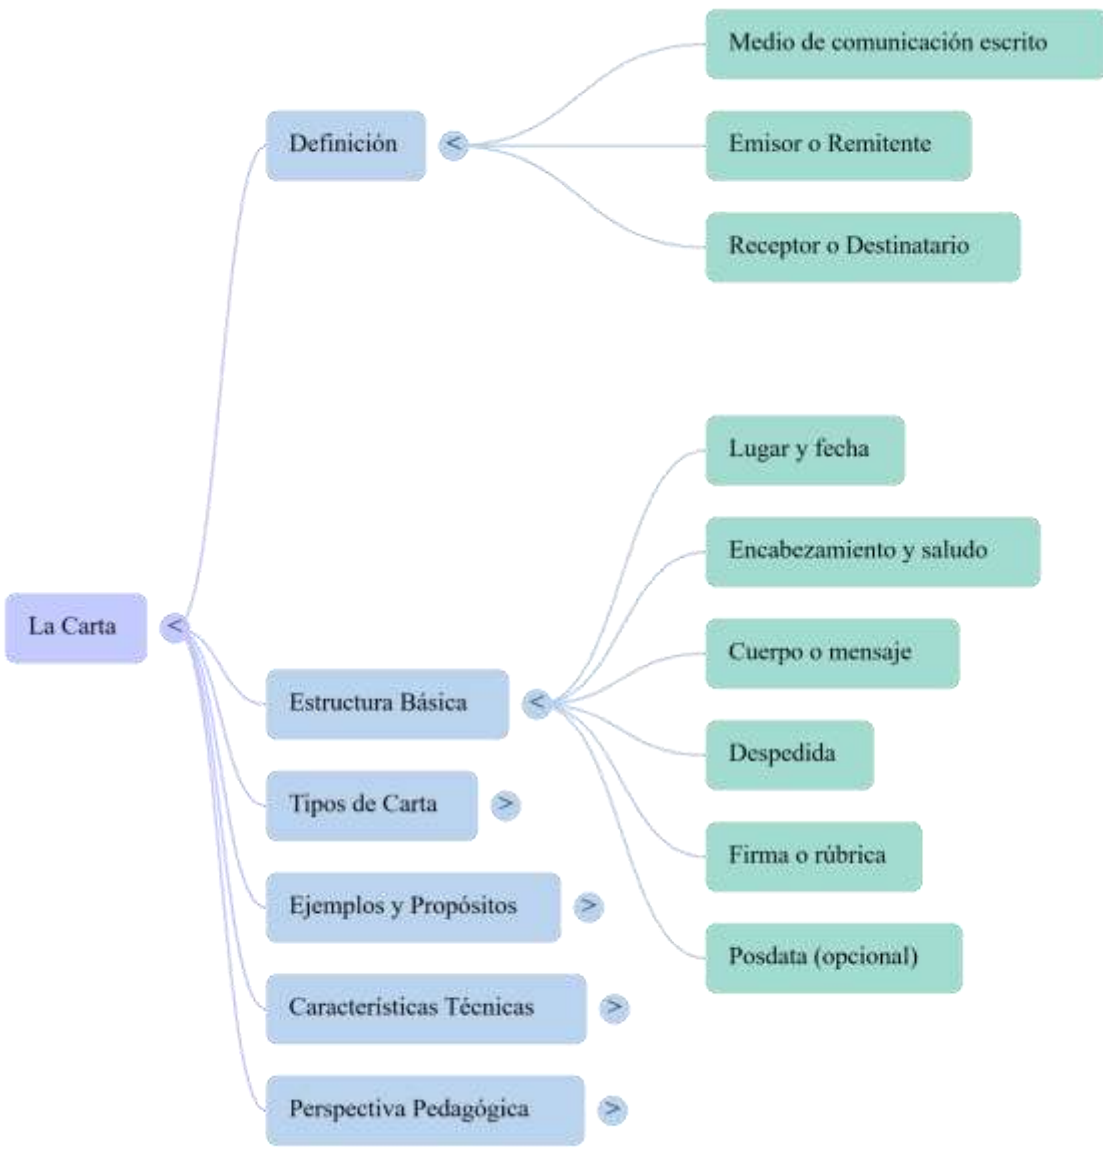 La Carta
Definición
Medio de comunicación escrito
Emisor o Remitente
Receptor o Destinatario
Estructura Básica
Lugar y fecha
Encabezamiento y saludo
Cuerpo o mensaje
Despedida
Firma o rúbrica
Posdata (opcional)
Tipos de Carta
Ejemplos y Propósitos
Características Técnicas
Perspectiva Pedagógica